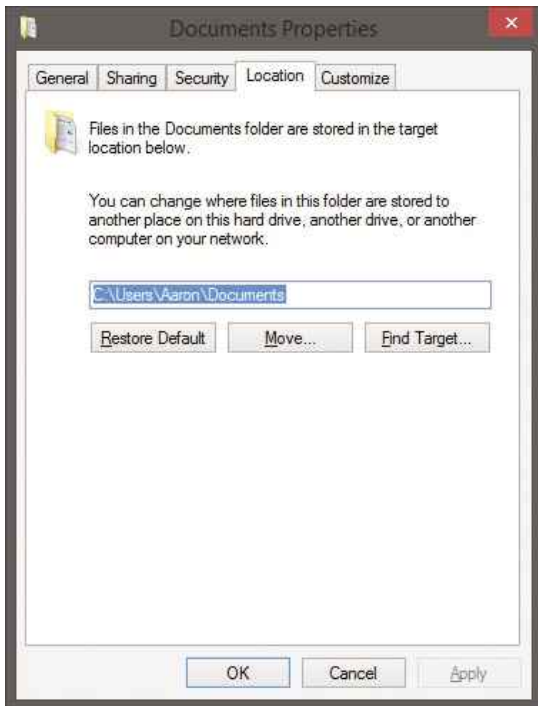 Documents Properties
General Sharing Security Location Customize
Files in the Documents folder are stored in the target
location below.
You can change where files in this folder are stored to
another place on this hard drive, another drive, or another
computer on your network.
C:\Users\Aaron\Documents
Restore Default Move... Find Target...
OK Cancel Apply